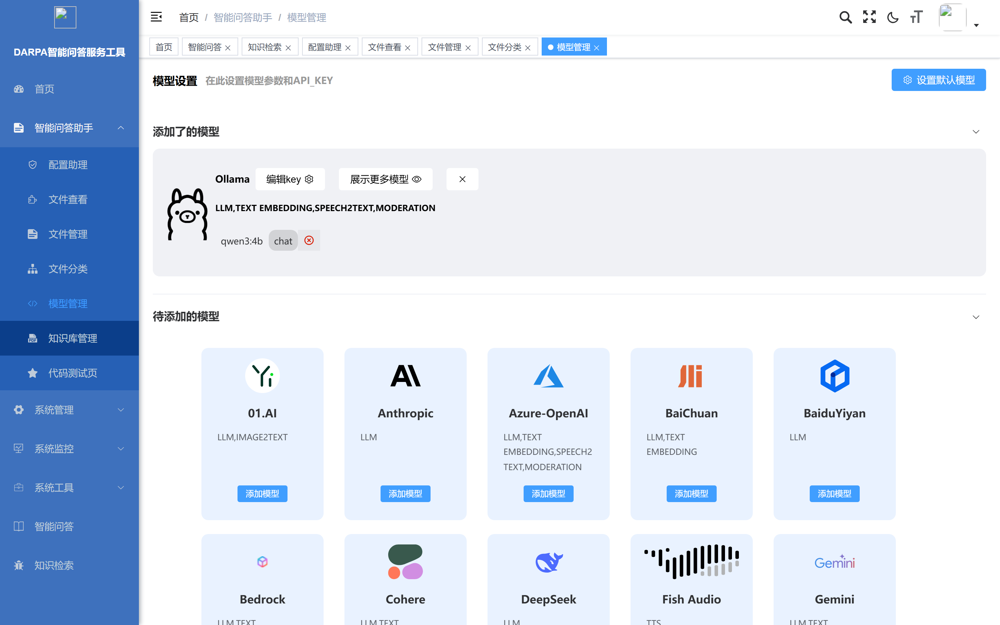 DARPA智能问答服务工具
首页
智能问答助手
配置助理
文件查看
文件管理
文件分类
模型管理
知识库管理
代码测试页
系统管理
系统监控
系统工具
智能问答
知识检索
首页 / 智能问答助手 / 模型管理
首页 智能问答 知识检索 配置助理 文件查看 文件管理 文件分类 模型管理
模型设置 在此设置模型参数和API_KEY 设置默认模型
添加了的模型
Ollama 编辑key 展示更多模型
LLM,TEXT EMBEDDING,SPEECH2TEXT,MODERATION
qwen3:4b chat
待添加的模型
01.AI
LLM,IMAGE2TEXT
添加模型
Anthropic
LLM
添加模型
Azure-OpenAI
LLM,TEXT
EMBEDDING,SPEECH2
TEXT,MODERATION
添加模型
BaiChuan
LLM,TEXT
EMBEDDING
添加模型
BaiduYiyan
LLM
添加模型
Bedrock
LLM,TEXT
Cohere
LLM,TEXT
DeepSeek
LLM
Fish Audio
TTS
Gemini
Gemini
LLM,TEXT